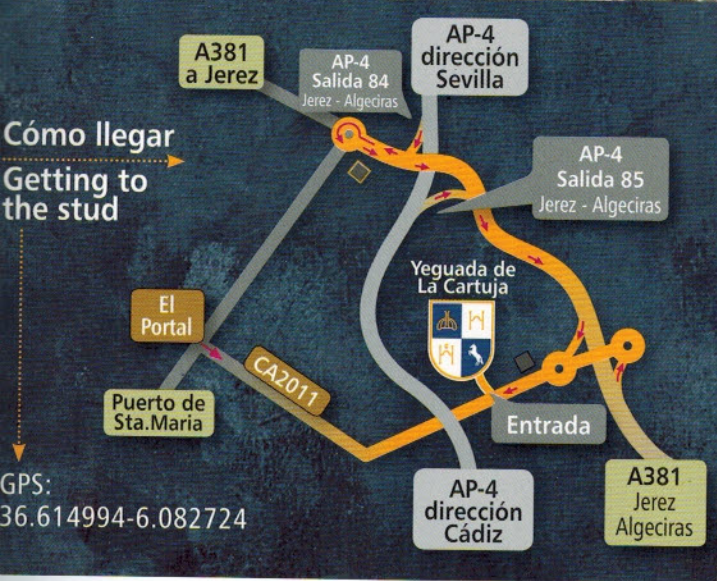 A381
a Jerez
AP-4
Salida 84
Jerez - Algeciras
AP-4
dirección
Sevilla
Cómo llegar
Getting to
the stud
AP-4
Salida 85
Jerez - Algeciras
Yeguada de
La Cartuja
El
Portal
CA2011
Puerto de
Sta.Maria
Entrada
GPS:
36.614994-6.082724
AP-4
dirección
Cádiz
A381
Jerez
Algeciras